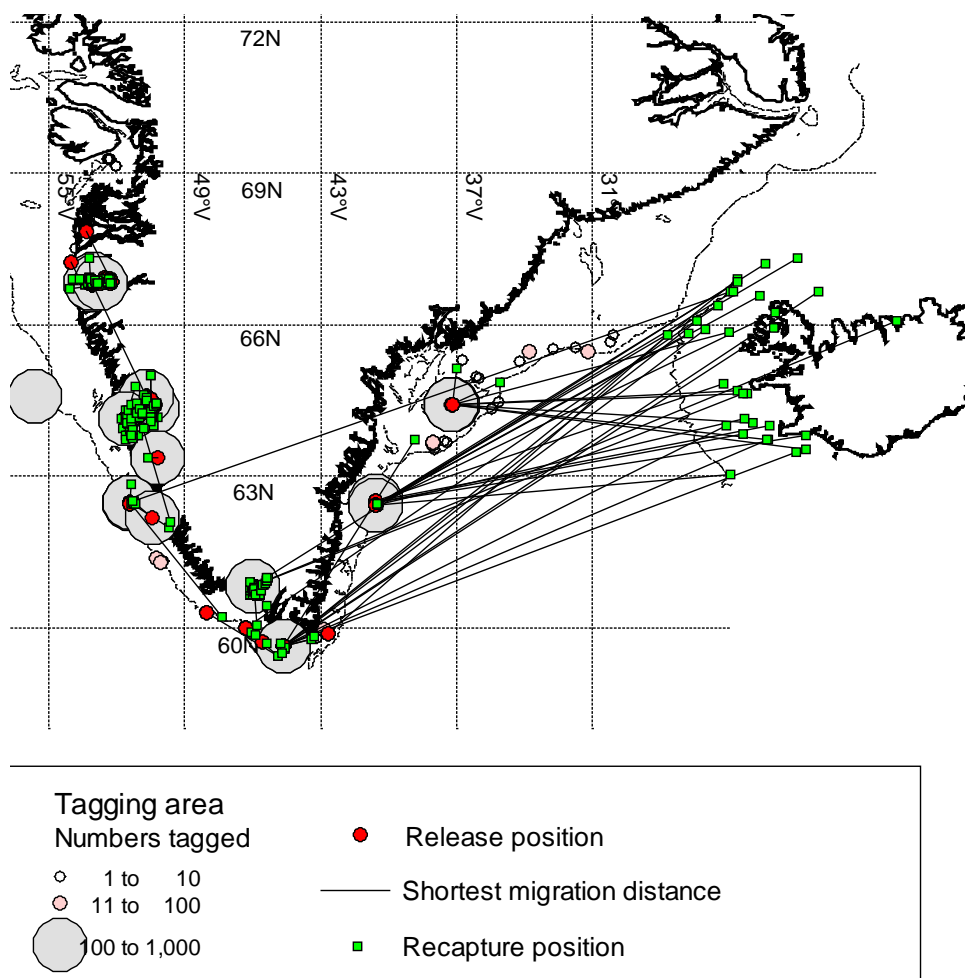 72N
69N
55°V
49°V
43°V
37°V
31°
66N
63N
60N
Tagging area
Numbers tagged
1 to 10
11 to 100
100 to 1,000
Release position
Shortest migration distance
Recapture position